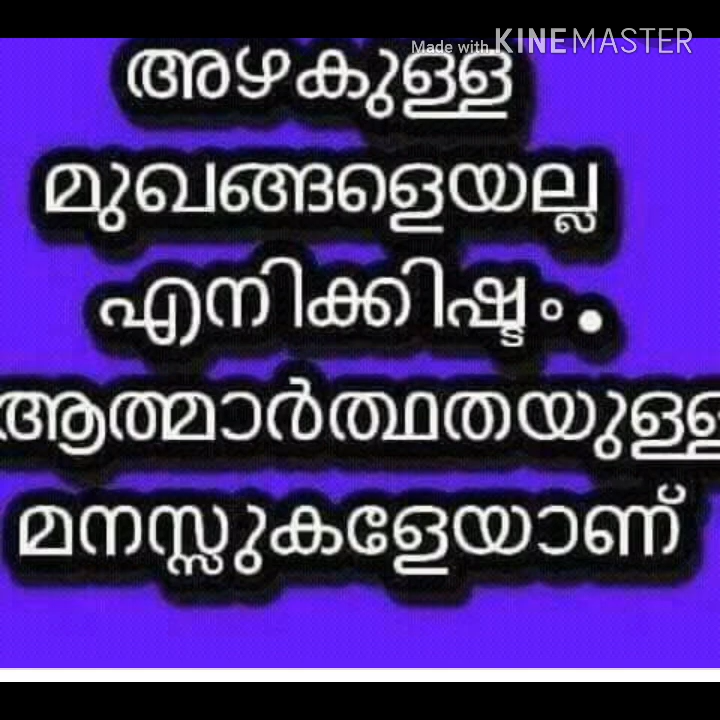 Made with KINEMASTER
അഴകുള്ള
മുഖങ്ങളെയല്ല
എനിക്കിഷ്ടം.
ആത്മാർത്ഥതയുള്ള
മനസ്സുകളേയാണ്